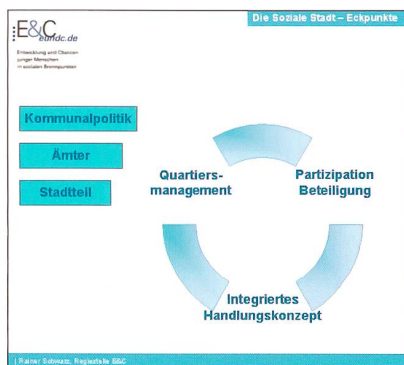 Die Soziale Stadt – Eckpunkte
E&C
eundc.de
Entwicklung und Chancen
junger Menschen
in sozialen Brennpunkten
Kommunalpolitik
Ämter
Stadtteil
Quartiers-
management
Partizipation
Beteiligung
Integriertes
Handlungskonzept
| Rainer Schwarz, Regiestelle E&C